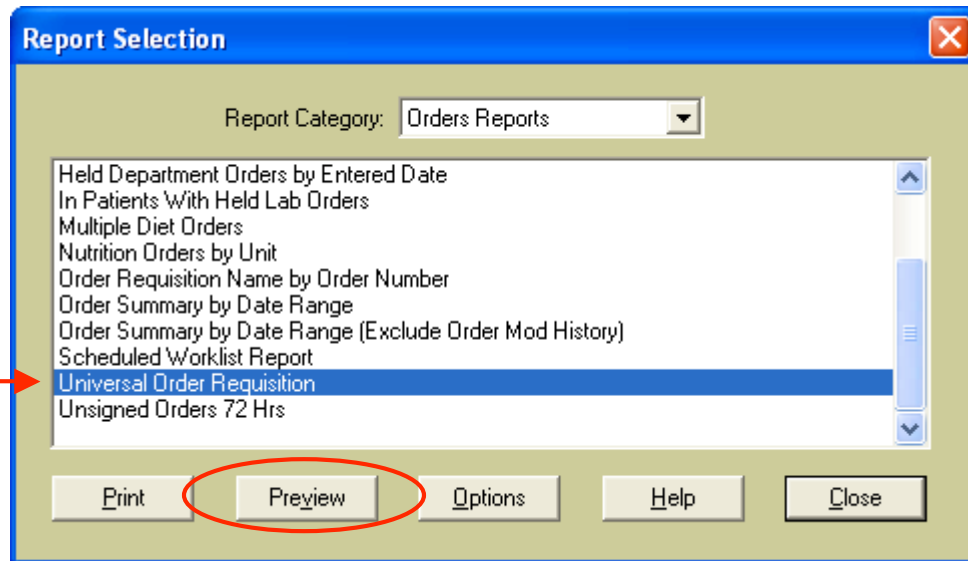 Report Selection
Report Category: Orders Reports
Held Department Orders by Entered Date
In Patients With Held Lab Orders
Multiple Diet Orders
Nutrition Orders by Unit
Order Requisition Name by Order Number
Order Summary by Date Range
Order Summary by Date Range (Exclude Order Mod History)
Scheduled Worklist Report
Universal Order Requisition
Unsigned Orders 72 Hrs
Print Preview Options Help Close